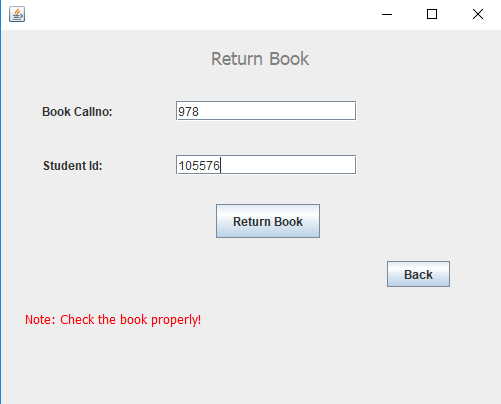 Return Book
Book Callno: 978
Student Id: 105576
Return Book
Back
Note: Check the book properly!